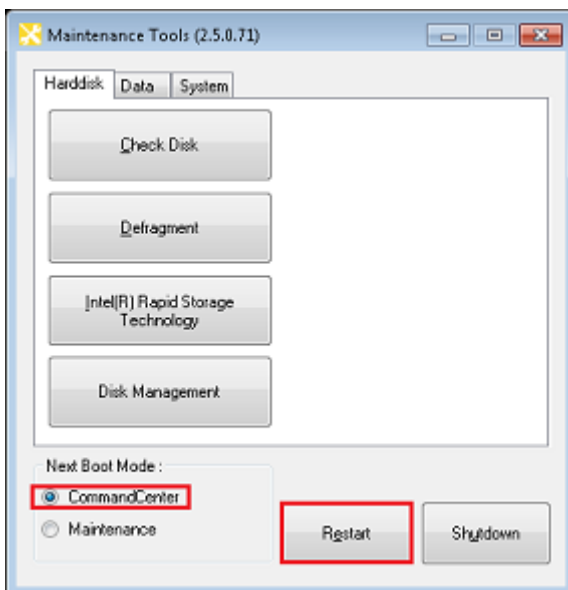 Maintenance Tools (2.5.0.71)
Harddisk Data System
Check Disk
Defragment
Intel(R) Rapid Storage
Technology
Disk Management
Next Boot Mode :
CommandCenter
Maintenance
Restart
Shutdown